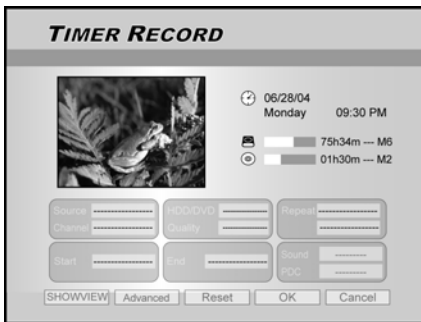 TIMER RECORD
06/28/04
Monday 09:30 PM
75h34m --- M6
01h30m --- M2
Source ---------------- HDD/DVD ------------ Repeat ----------------
Channel ---------------- Quality ------------ ----------------
Start ---------------- End ---------------- Sound ---------
PDC ---------
SHOWVIEW Advanced Reset OK Cancel